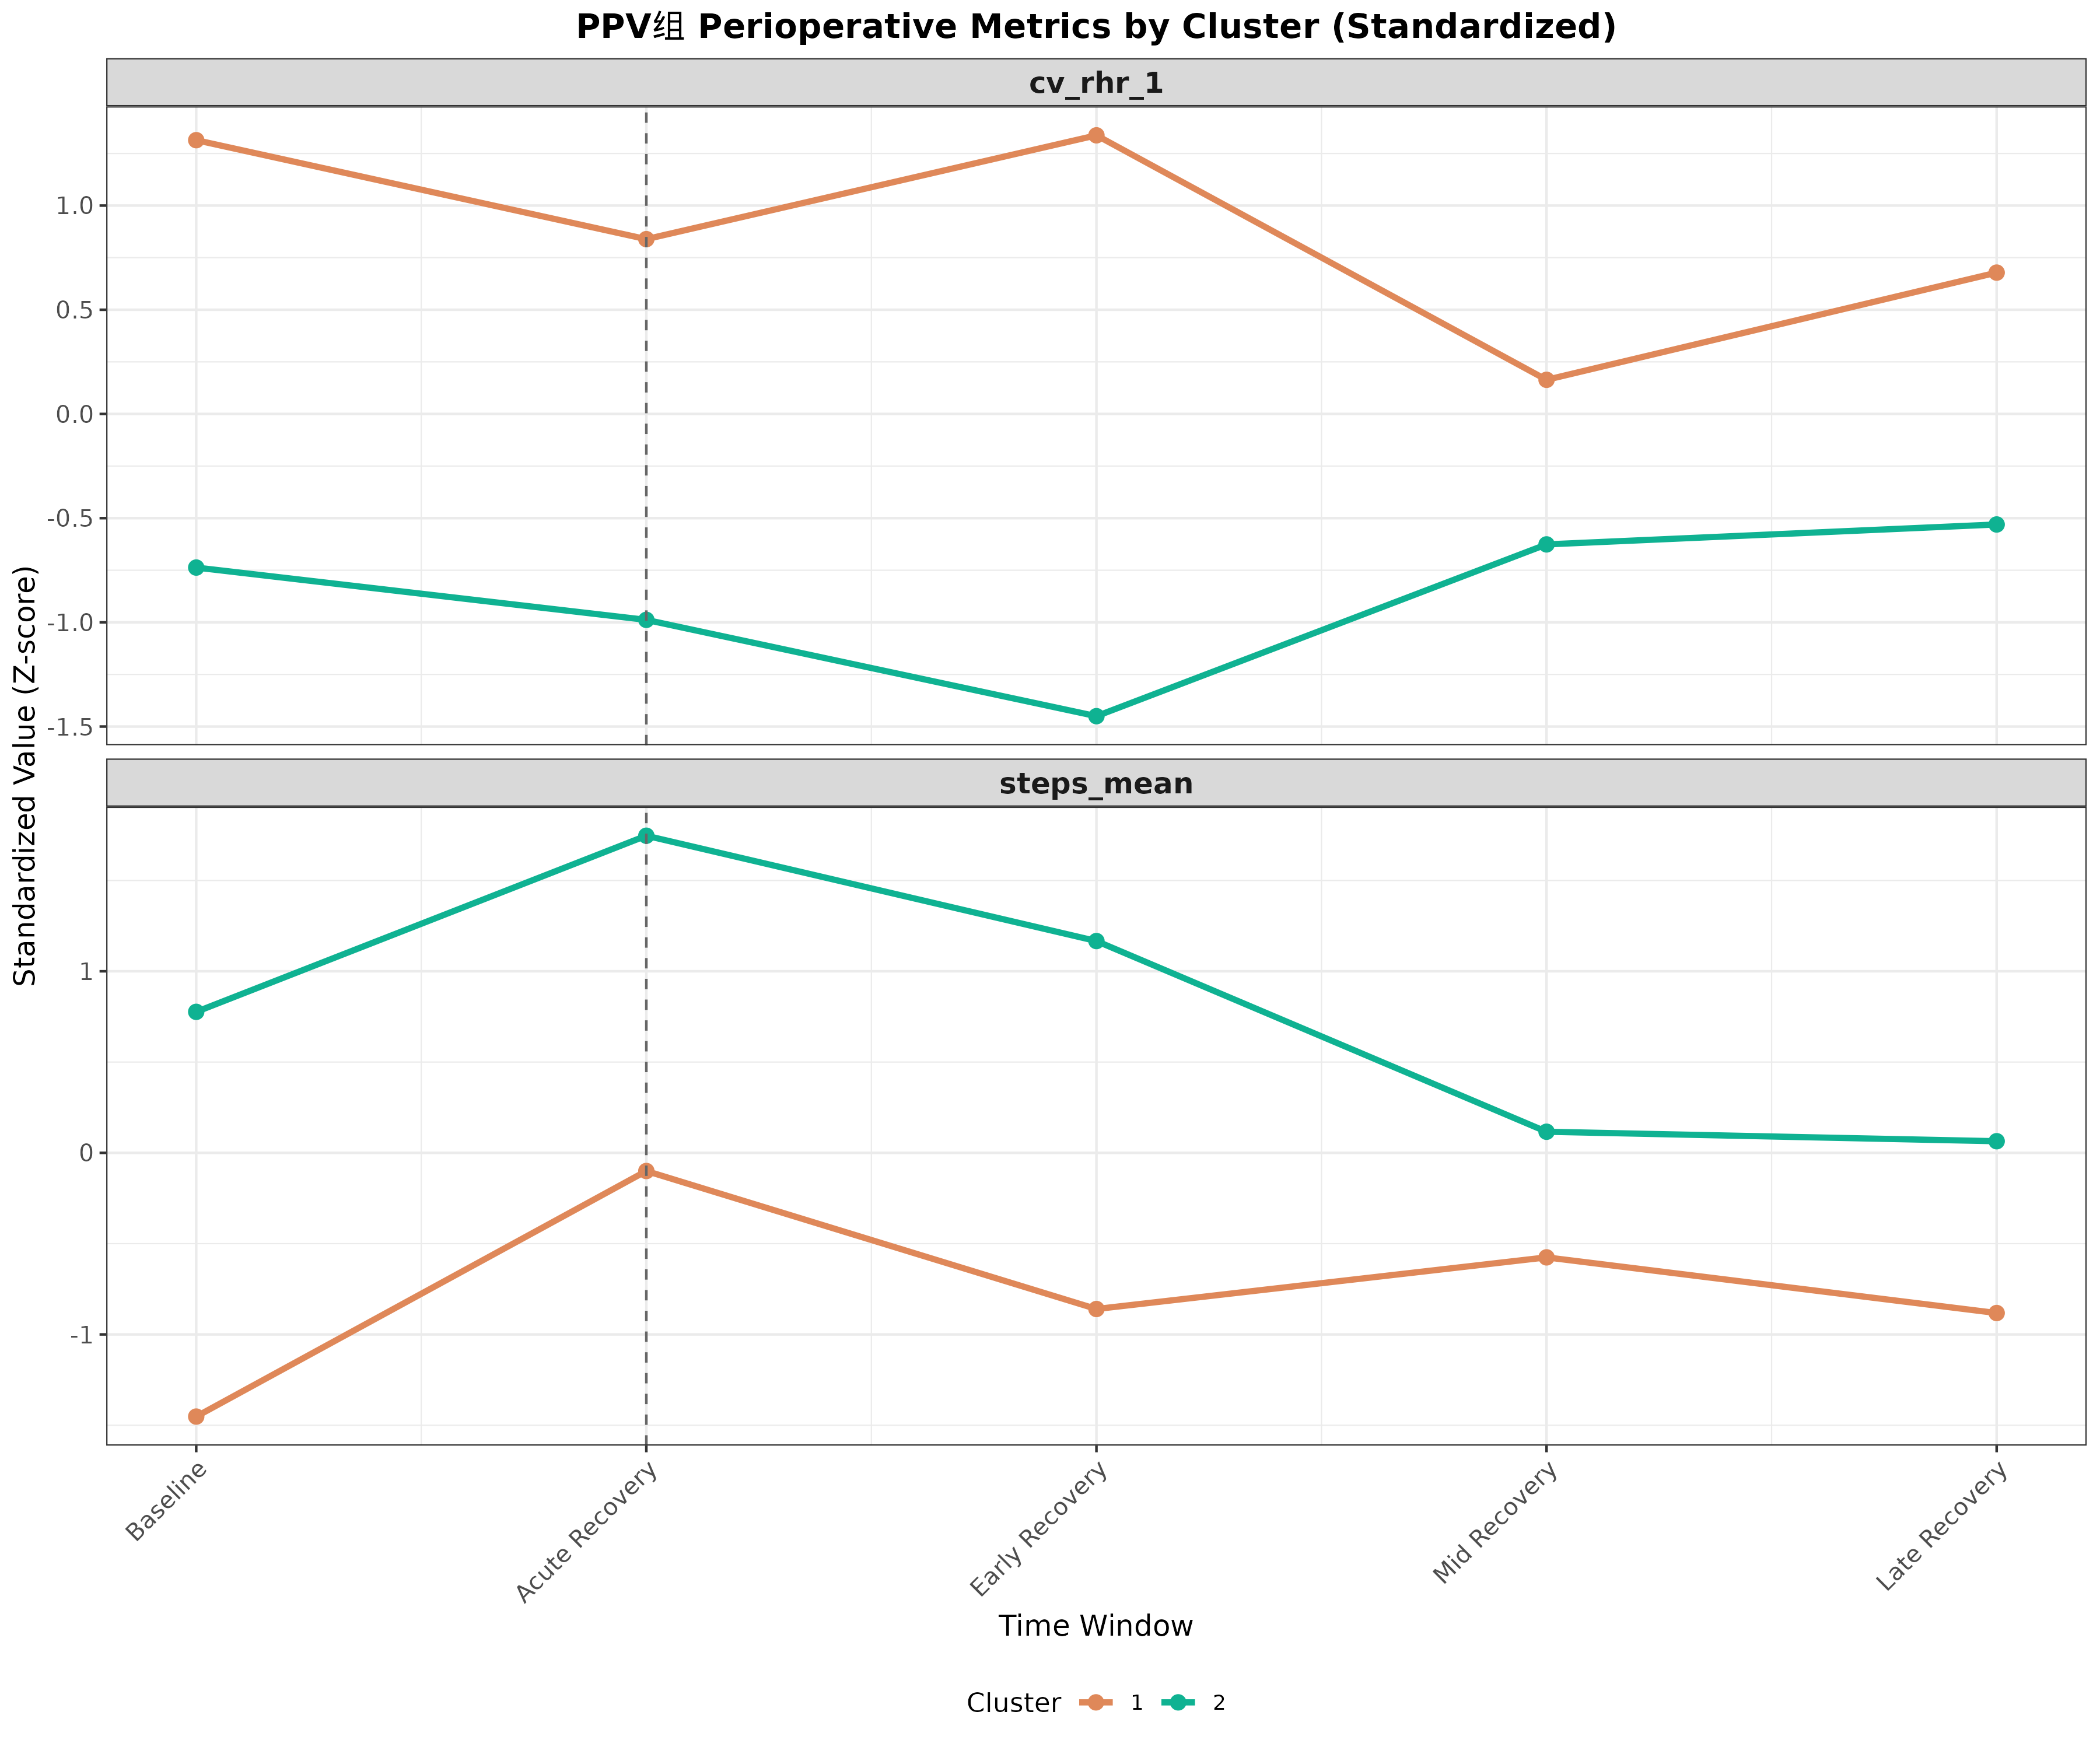 PPV组 Perioperative Metrics by Cluster (Standardized)
cv_rhr_1
1.0
0.5
0.0
-0.5
-1.0
-1.5
Standardized Value (Z-score)
steps_mean
1
0
-1
Baseline
Acute Recovery
Early Recovery
Mid Recovery
Late Recovery
Time Window
Cluster 1 2